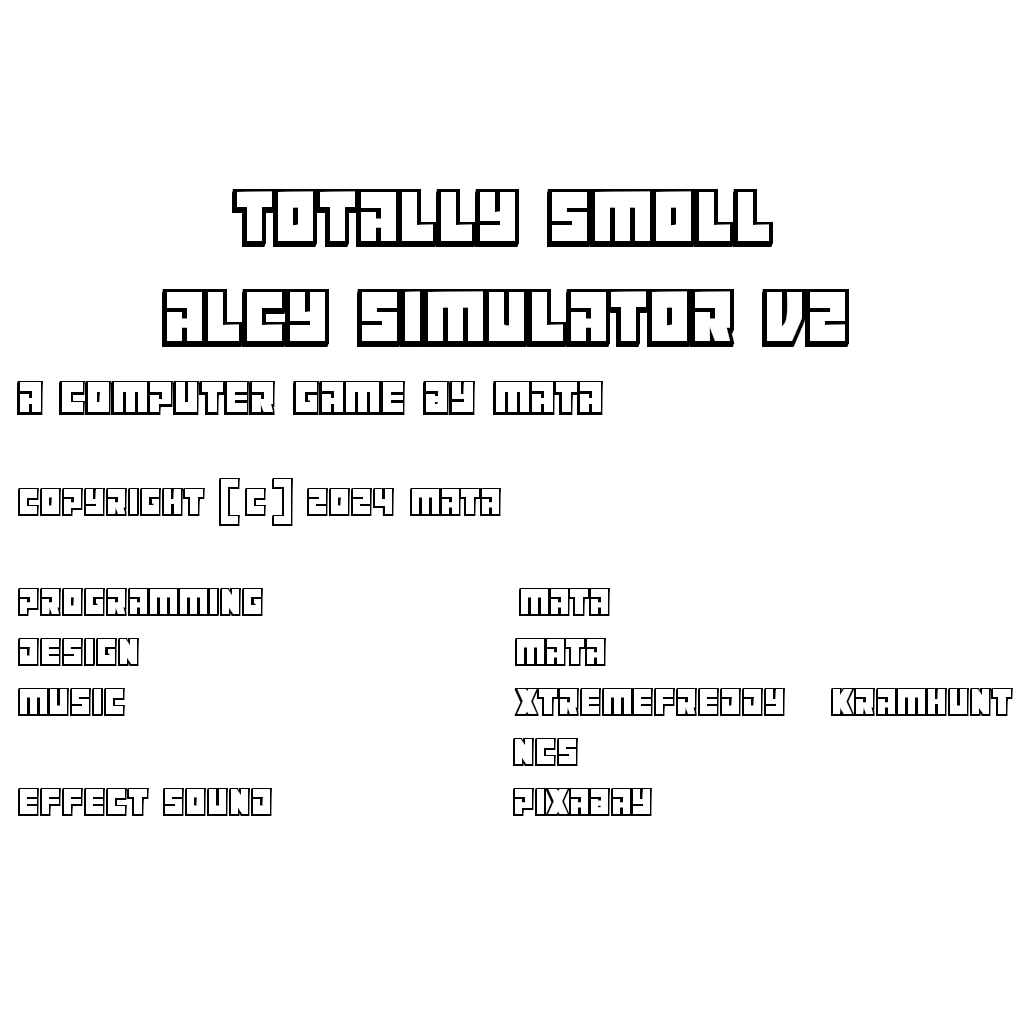 TOTALLY SMOLL
ALCY SIMULATOR V2
A COMPUTER GAME BY MATA
COPYRIGHT [C] 2024 MATA
PROGRAMMING MATA
DESIGN MATA
MUSIC XTREMEFREDDY KRAMHUNT
NCS
EFFECT SOUND PIXABAY